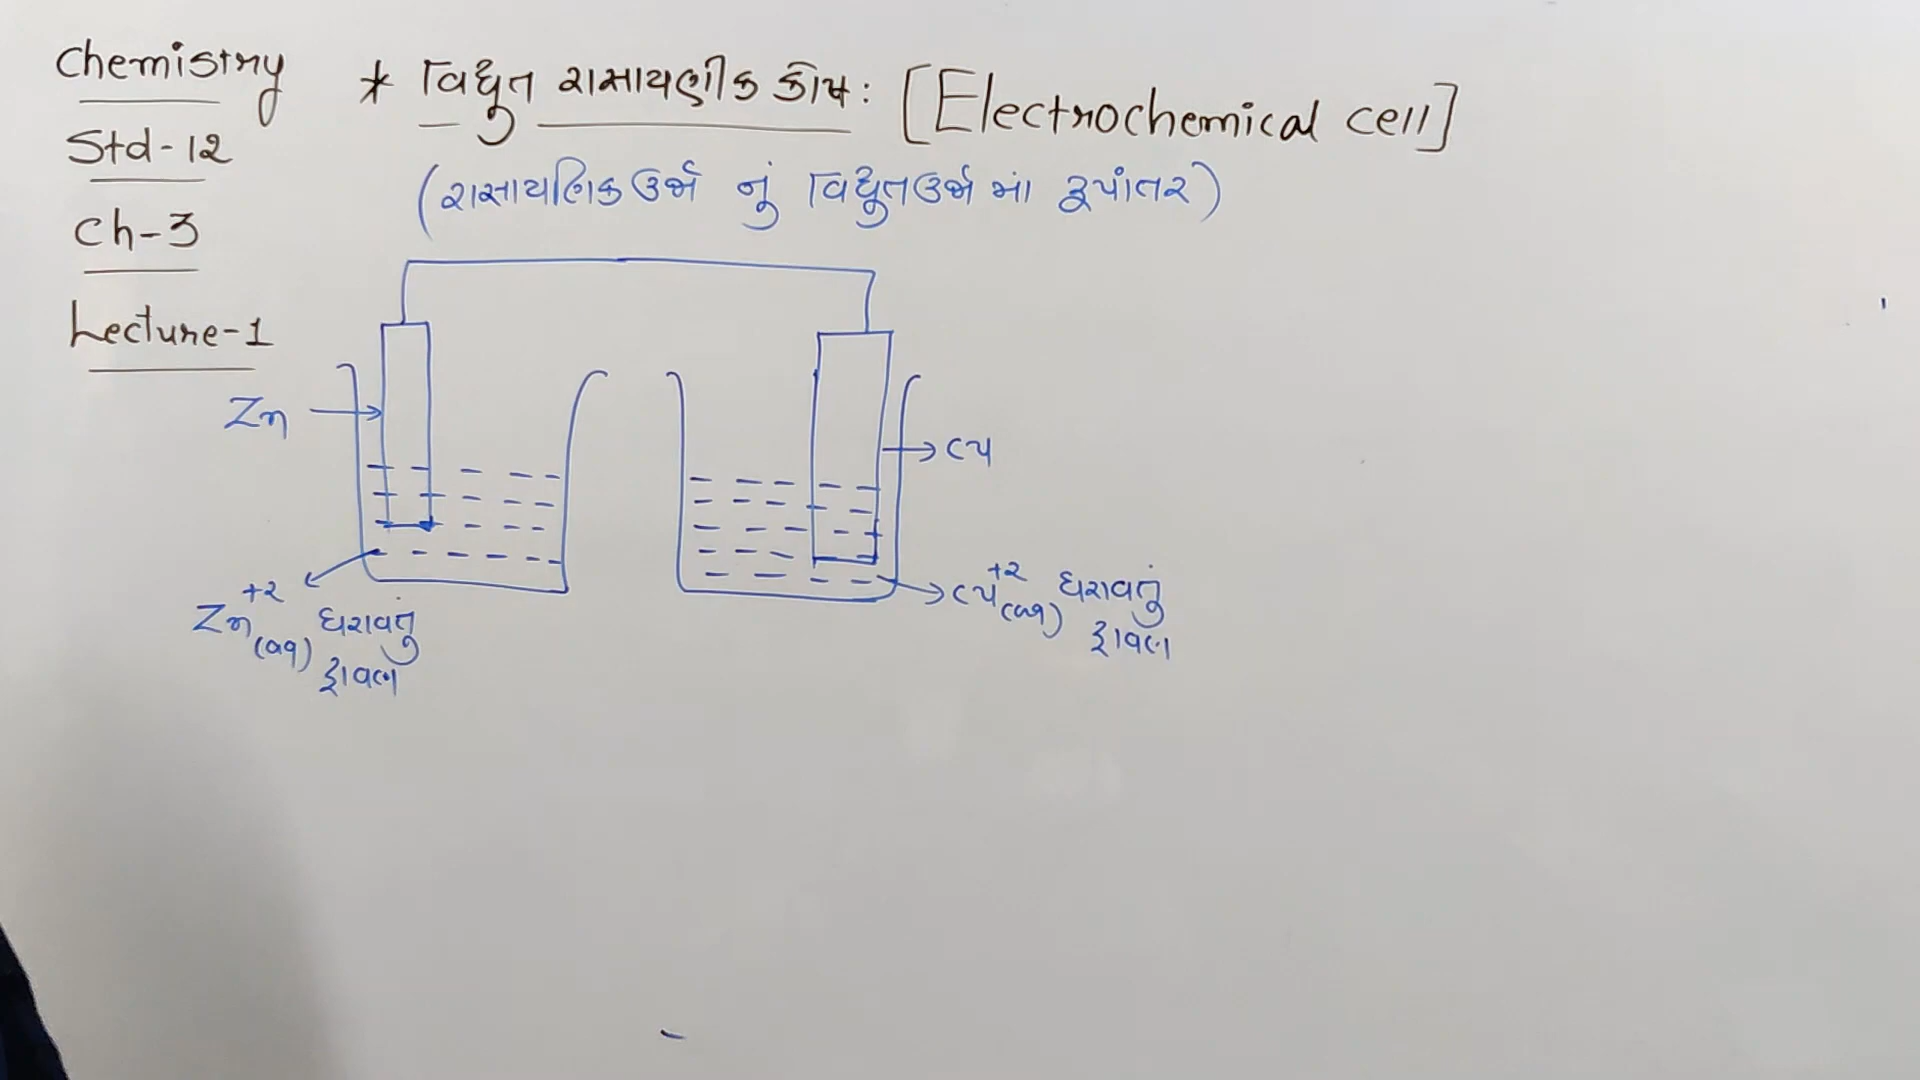 Chemistry
Std-12
Ch-3
Lecture-1
* વિધુત રાસાયણીક કોષ: [Electrochemical cell]
(રાસાયણિક ઉર્જા નું વિધુતઉર્જા માં રૂપાંતર)
Zn
Cu
Zn+2(aq) ધરાવતું
દ્રાવણ
Cu+2(aq) ધરાવતું
દ્રાવણ